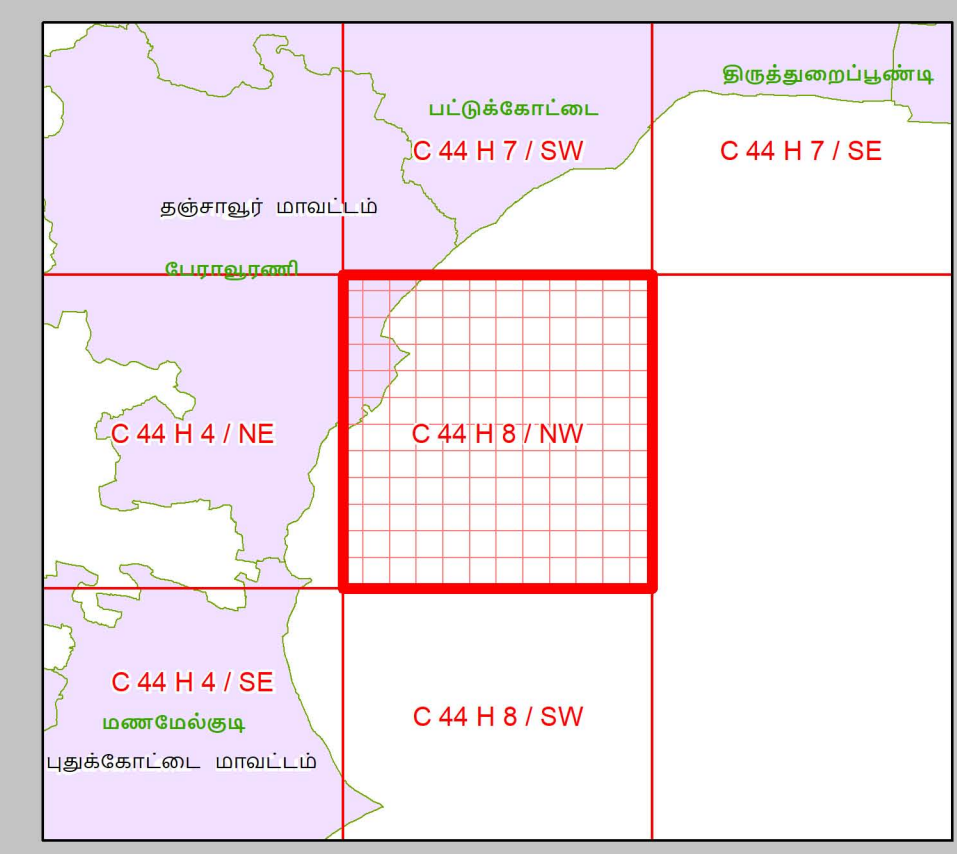 திருத்துறைப்பூண்டி
பட்டுக்கோட்டை
C 44 H 7 / SW
C 44 H 7 / SE
தஞ்சாவூர் மாவட்டம்
பேராவூரணி
C 44 H 4 / NE
C 44 H 8 / NW
C 44 H 4 / SE
மணமேல்குடி
புதுக்கோட்டை மாவட்டம்
C 44 H 8 / SW